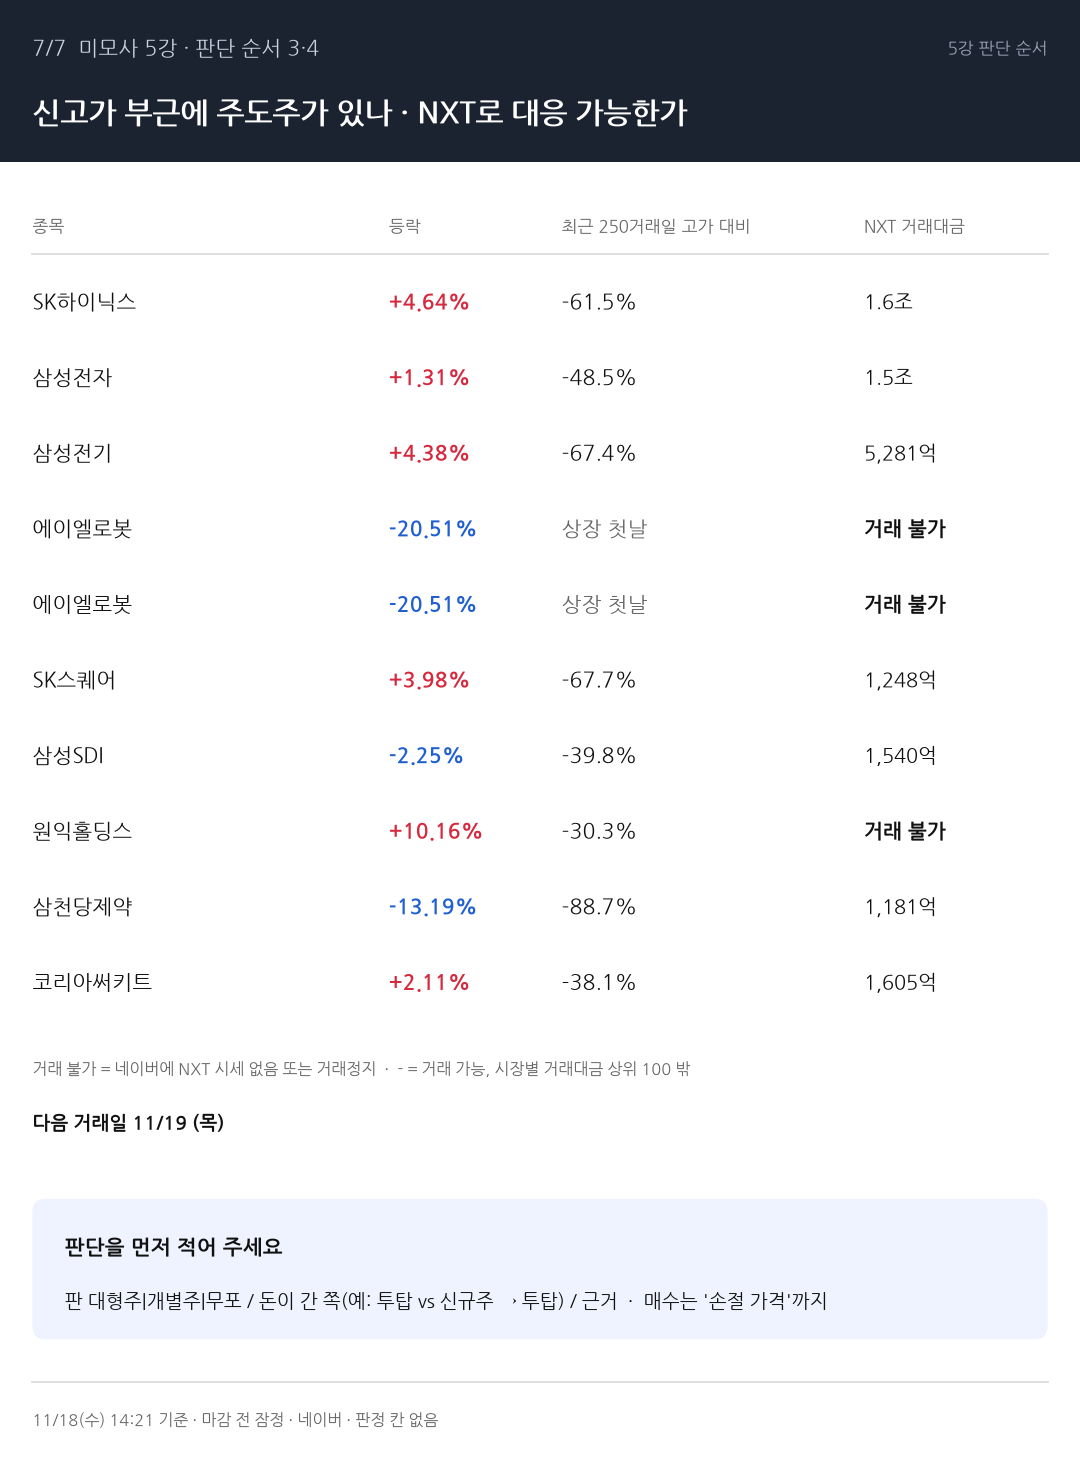 7/7 미모사 5강 · 판단 순서 3·4
5강 판단 순서
신고가 부근에 주도주가 있나 · NXT로 대응 가능한가
종목 등락 최근 250거래일 고가 대비 NXT 거래대금
SK하이닉스 +4.64% -61.5% 1.6조
삼성전자 +1.31% -48.5% 1.5조
삼성전기 +4.38% -67.4% 5,281억
에이엘로봇 -20.51% 상장 첫날 거래 불가
에이엘로봇 -20.51% 상장 첫날 거래 불가
SK스퀘어 +3.98% -67.7% 1,248억
삼성SDI -2.25% -39.8% 1,540억
원익홀딩스 +10.16% -30.3% 거래 불가
삼천당제약 -13.19% -88.7% 1,181억
코리아써키트 +2.11% -38.1% 1,605억
거래 불가 = 네이버에 NXT 시세 없음 또는 거래정지 · - = 거래 가능, 시장별 거래대금 상위 100 밖
다음 거래일 11/19 (목)
판단을 먼저 적어 주세요
판 대형주|개별주|무포 / 돈이 간 쪽(예: 투탑 vs 신규주 → 투탑) / 근거 · 매수는 '손절 가격'까지
11/18(수) 14:21 기준 · 마감 전 잠정 · 네이버 · 판정 칸 없음